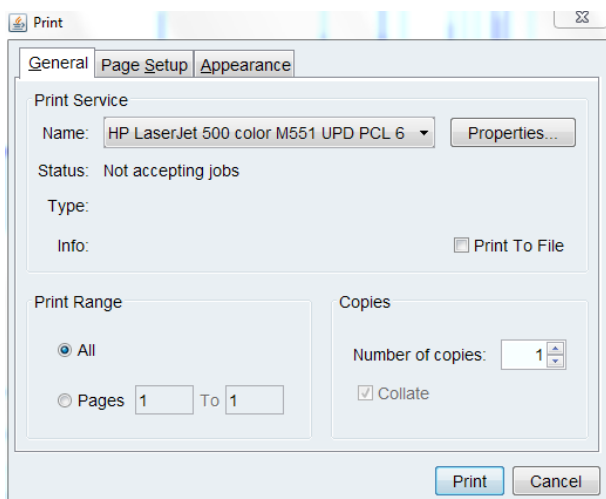 Print
General Page Setup Appearance
Print Service
Name: HP LaserJet 500 color M551 UPD PCL 6 Properties...
Status: Not accepting jobs
Type:
Info: Print To File
Print Range Copies
All Number of copies: 1
Pages 1 To 1 Collate
Print Cancel